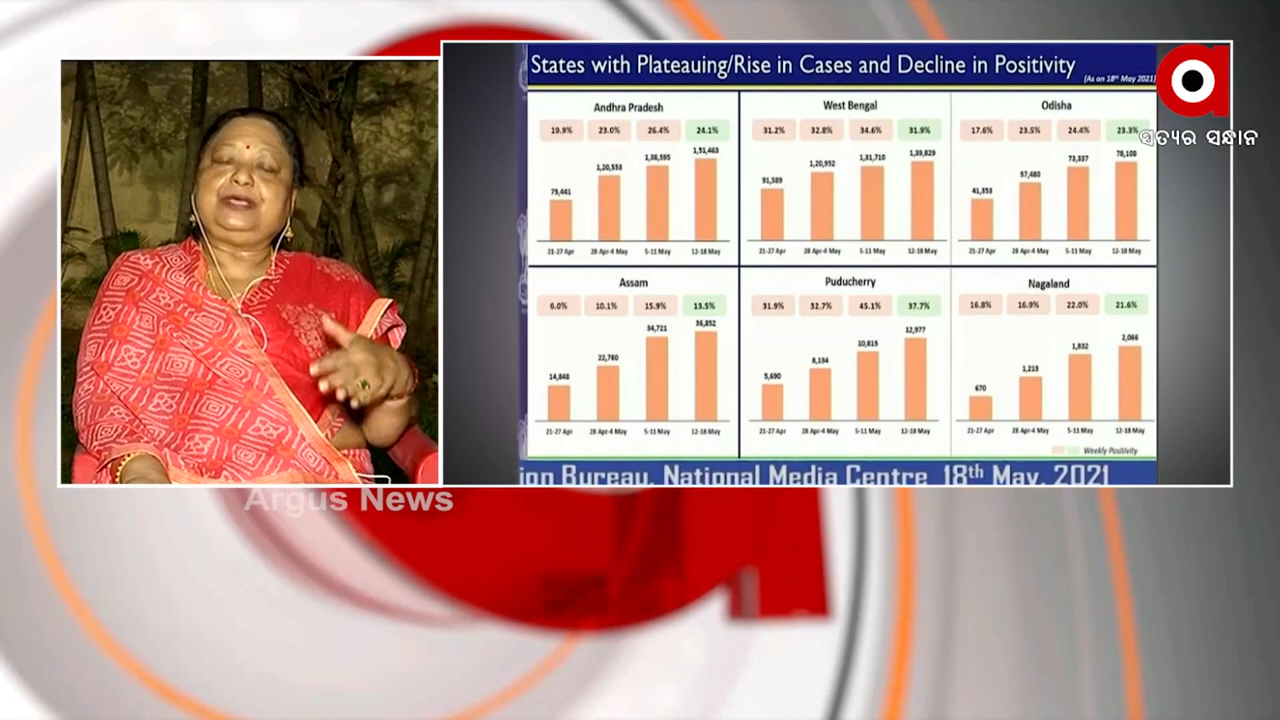 States with Plateauing/Rise in Cases and Decline in Positivity
(As on 18th May 2021)
ସତ୍ୟର ସନ୍ଧାନ
Andhra Pradesh
19.9% 23.0% 26.4% 24.1%
75,441 1,20,553 1,38,595 1,51,463
21-27 Apr 28 Apr-4 May 5-11 May 12-18 May
West Bengal
31.2% 32.8% 34.6% 31.9%
91,589 1,20,952 1,31,710 1,39,829
21-27 Apr 28 Apr-4 May 5-11 May 12-18 May
Odisha
17.6% 23.5% 24.4% 23.3%
41,353 57,480 73,337 78,108
21-27 Apr 28 Apr-4 May 5-11 May 12-18 May
Assam
6.0% 10.1% 15.9% 13.5%
14,848 22,780 34,721 36,852
21-27 Apr 28 Apr-4 May 5-11 May 12-18 May
Puducherry
31.9% 32.7% 45.1% 37.7%
5,690 8,134 10,815 12,977
21-27 Apr 28 Apr-4 May 5-11 May 12-18 May
Nagaland
16.8% 16.9% 22.0% 21.6%
670 1,213 1,832 2,066
21-27 Apr 28 Apr-4 May 5-11 May 12-18 May
Weekly Positivity
ion Bureau, National Media Centre 18th May, 2021
Argus News